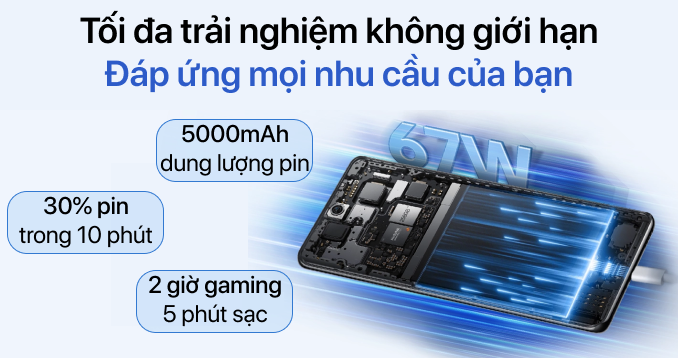 Tối đa trải nghiệm không giới hạn
Đáp ứng mọi nhu cầu của bạn
67W
5000mAh
dung lượng pin
30% pin
trong 10 phút
2 giờ gaming
5 phút sạc